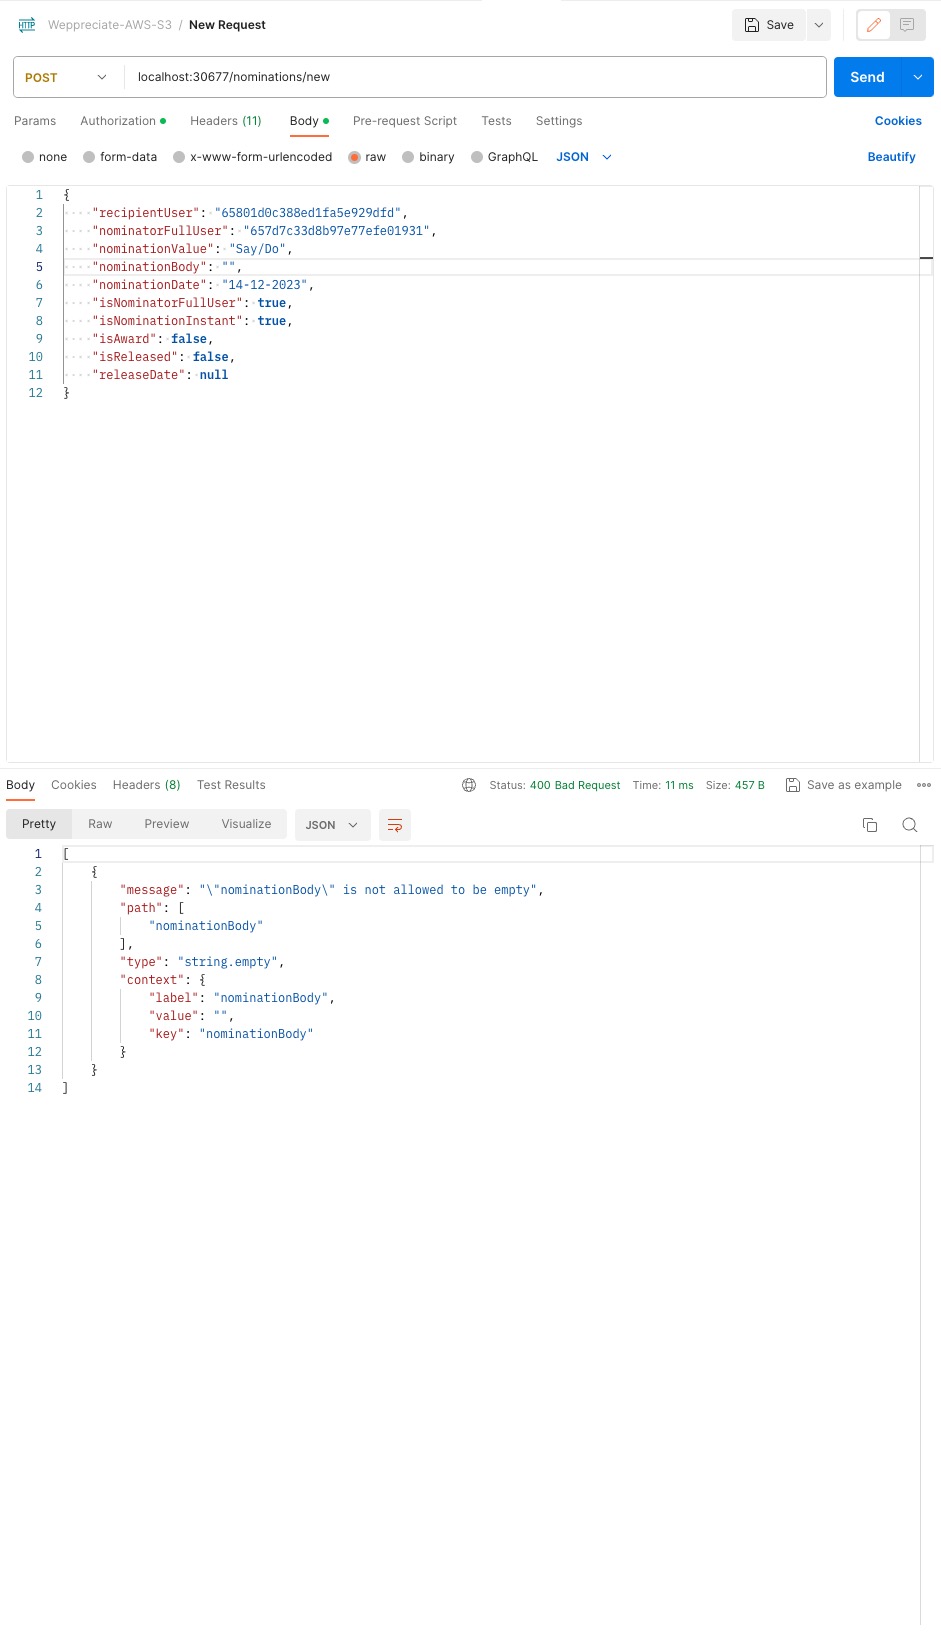 HTTP Weppreciate-AWS-S3 / New Request Save
POST localhost:30677/nominations/new Send
Params Authorization Headers (11) Body Pre-request Script Tests Settings Cookies
none form-data x-www-form-urlencoded raw binary GraphQL JSON Beautify
1 {
2 "recipientUser": "65801d0c388ed1fa5e929dfd",
3 "nominatorFullUser": "657d7c33d8b97e77efe01931",
4 "nominationValue": "Say/Do",
5 "nominationBody": "",
6 "nominationDate": "14-12-2023",
7 "isNominatorFullUser": true,
8 "isNominationInstant": true,
9 "isAward": false,
10 "isReleased": false,
11 "releaseDate": null
12 }
Body Cookies Headers (8) Test Results Status: 400 Bad Request Time: 11 ms Size: 457 B Save as example
Pretty Raw Preview Visualize JSON
1 [
2 {
3 "message": "\"nominationBody\" is not allowed to be empty",
4 "path": [
5 "nominationBody"
6 ],
7 "type": "string.empty",
8 "context": {
9 "label": "nominationBody",
10 "value": "",
11 "key": "nominationBody"
12 }
13 }
14 ]